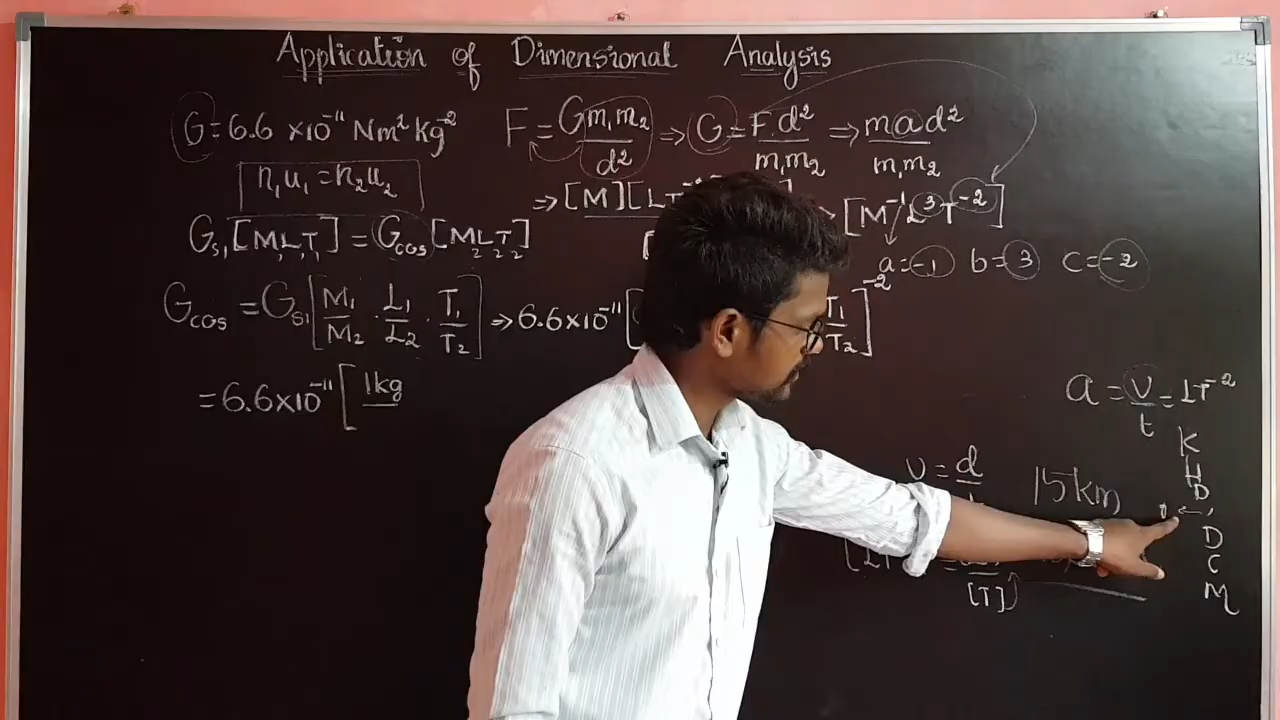 Application of Dimensional Analysis
G = 6.6 ×10⁻¹¹ Nm² Kg⁻²
F = Gm₁m₂/d² ⇒ G = F.d²/m₁m₂ ⇒ mad²/m₁m₂
n₁u₁ = n₂u₂
⇒ [M][LT
[M⁻¹L³T⁻²]
G_SI [M₁L₁T₁] = G_CGS [M₂L₂T₂]
a=-1 b=3 c=-2
G_CGS = G_SI [M₁/M₂ . L₁/L₂ . T₁/T₂] ⇒ 6.6×10⁻¹¹ [ T₁/T₂]⁻²
= 6.6×10⁻¹¹ [1kg
a = v/t = LT⁻²
v = d
15km
K
H
D
D
C
M
[T]